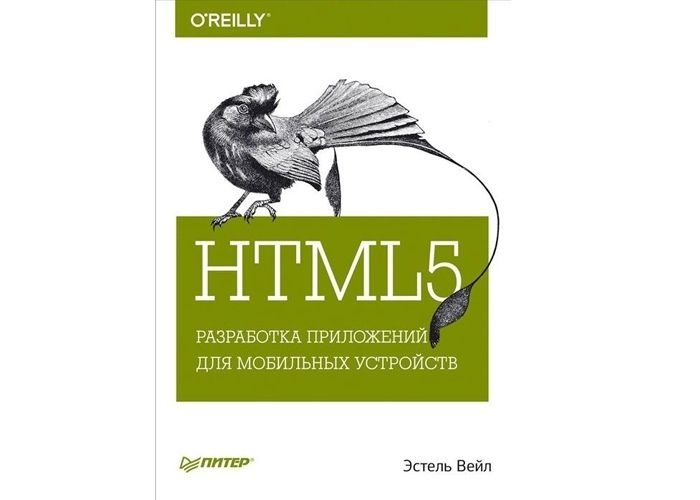 O'REILLY®
HTML5
РАЗРАБОТКА ПРИЛОЖЕНИЙ
ДЛЯ МОБИЛЬНЫХ УСТРОЙСТВ
ПИТЕР®
Эстель Вейл